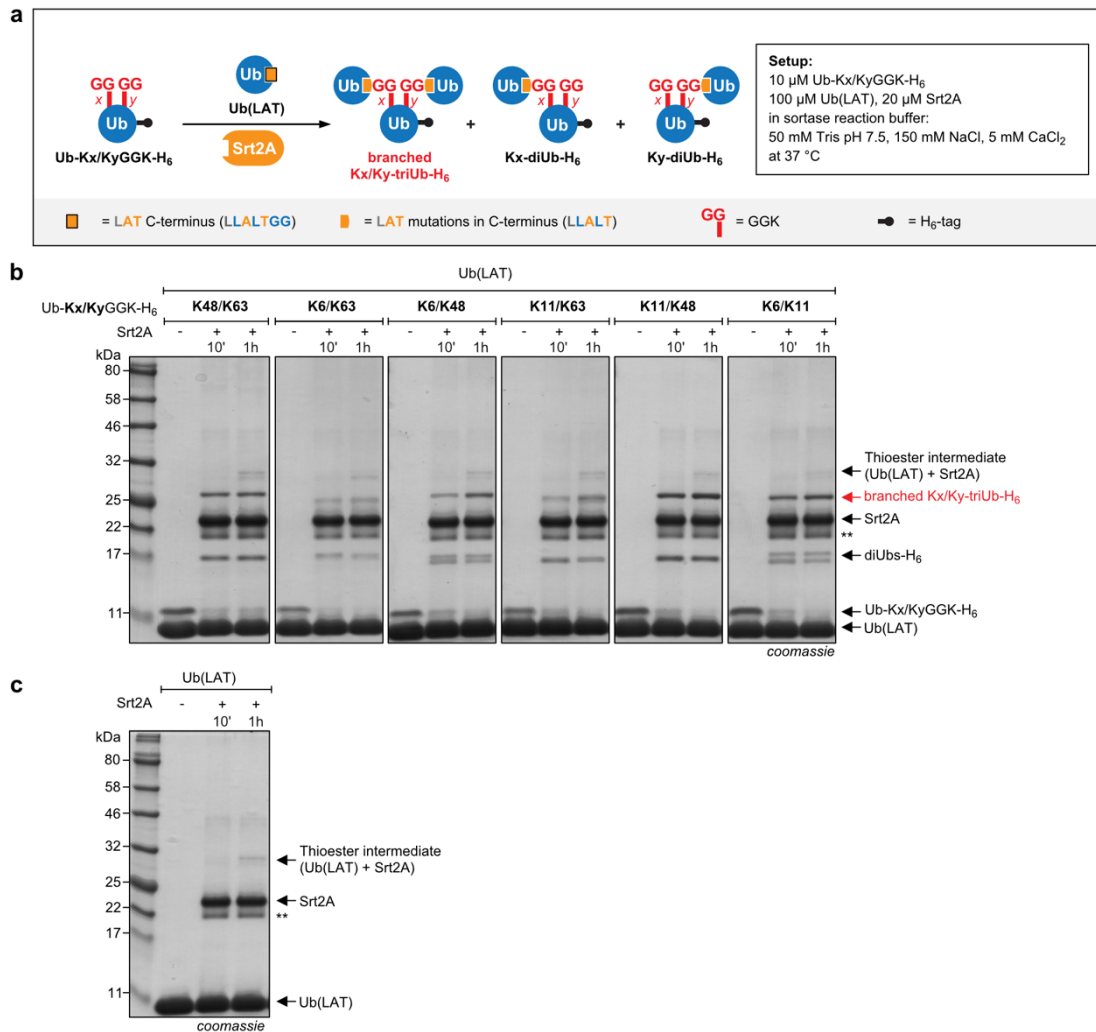 a
GG GG
x y
Ub
Ub-Kx/KyGGK-H6
Ub
Ub(LAT)
Srt2A
Ub GG GG Ub
x y
Ub
branched
Kx/Ky-triUb-H6
+
Ub GG GG
x y
Ub
Kx-diUb-H6
+
GG GG Ub
x y
Ub
Ky-diUb-H6
Setup:
10 µM Ub-Kx/KyGGK-H6
100 µM Ub(LAT), 20 µM Srt2A
in sortase reaction buffer:
50 mM Tris pH 7.5, 150 mM NaCl, 5 mM CaCl2
at 37 °C
= LAT C-terminus (LLALTGG)
= LAT mutations in C-terminus (LLALT)
GG = GGK
= H6-tag
b
Ub(LAT)
Ub-Kx/KyGGK-H6 K48/K63 K6/K63 K6/K48 K11/K63 K11/K48 K6/K11
Srt2A - + + - + + - + + - + + - + + - + +
10' 1h 10' 1h 10' 1h 10' 1h 10' 1h 10' 1h
kDa
80
58
46
32
25
22
17
11
Thioester intermediate
(Ub(LAT) + Srt2A)
branched Kx/Ky-triUb-H6
Srt2A
**
diUbs-H6
Ub-Kx/KyGGK-H6
Ub(LAT)
coomassie
c
Ub(LAT)
Srt2A - + +
10' 1h
kDa
80
58
46
32
25
22
17
11
Thioester intermediate
(Ub(LAT) + Srt2A)
Srt2A
**
Ub(LAT)
coomassie